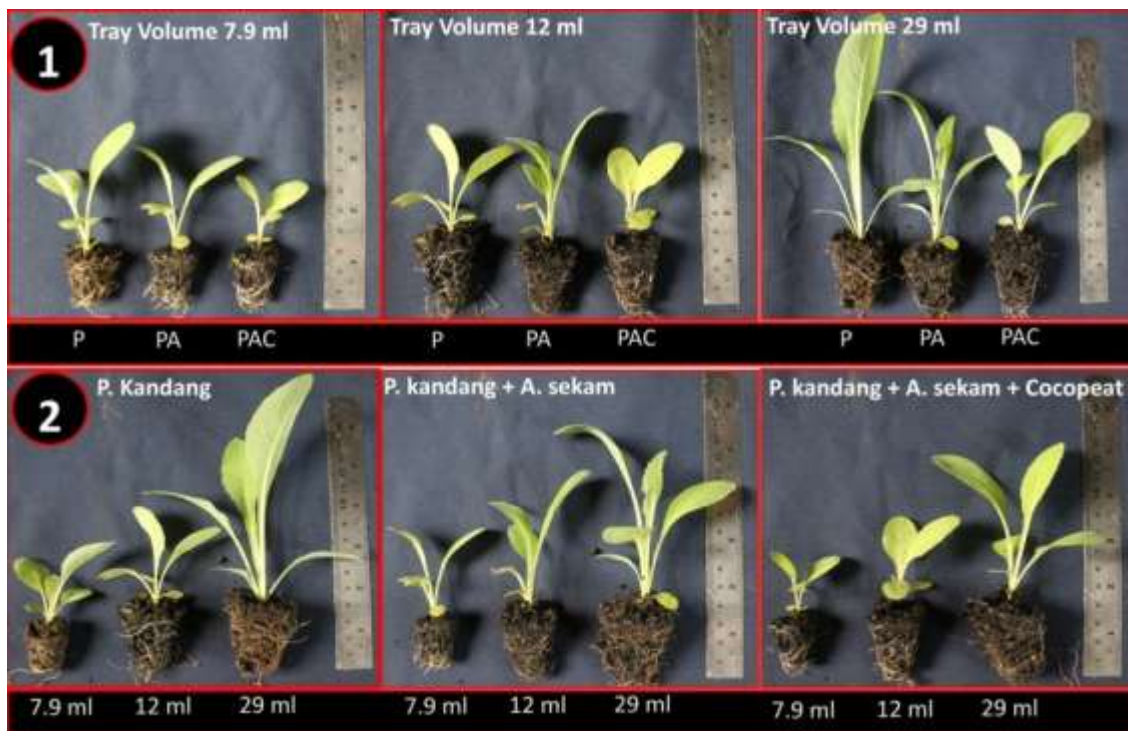 1
Tray Volume 7.9 ml
Tray Volume 12 ml
Tray Volume 29 ml
P PA PAC
P PA PAC
P PA PAC
2
P. Kandang
P. kandang + A. sekam
P. kandang + A. sekam + Cocopeat
7.9 ml 12 ml 29 ml
7.9 ml 12 ml 29 ml
7.9 ml 12 ml 29 ml